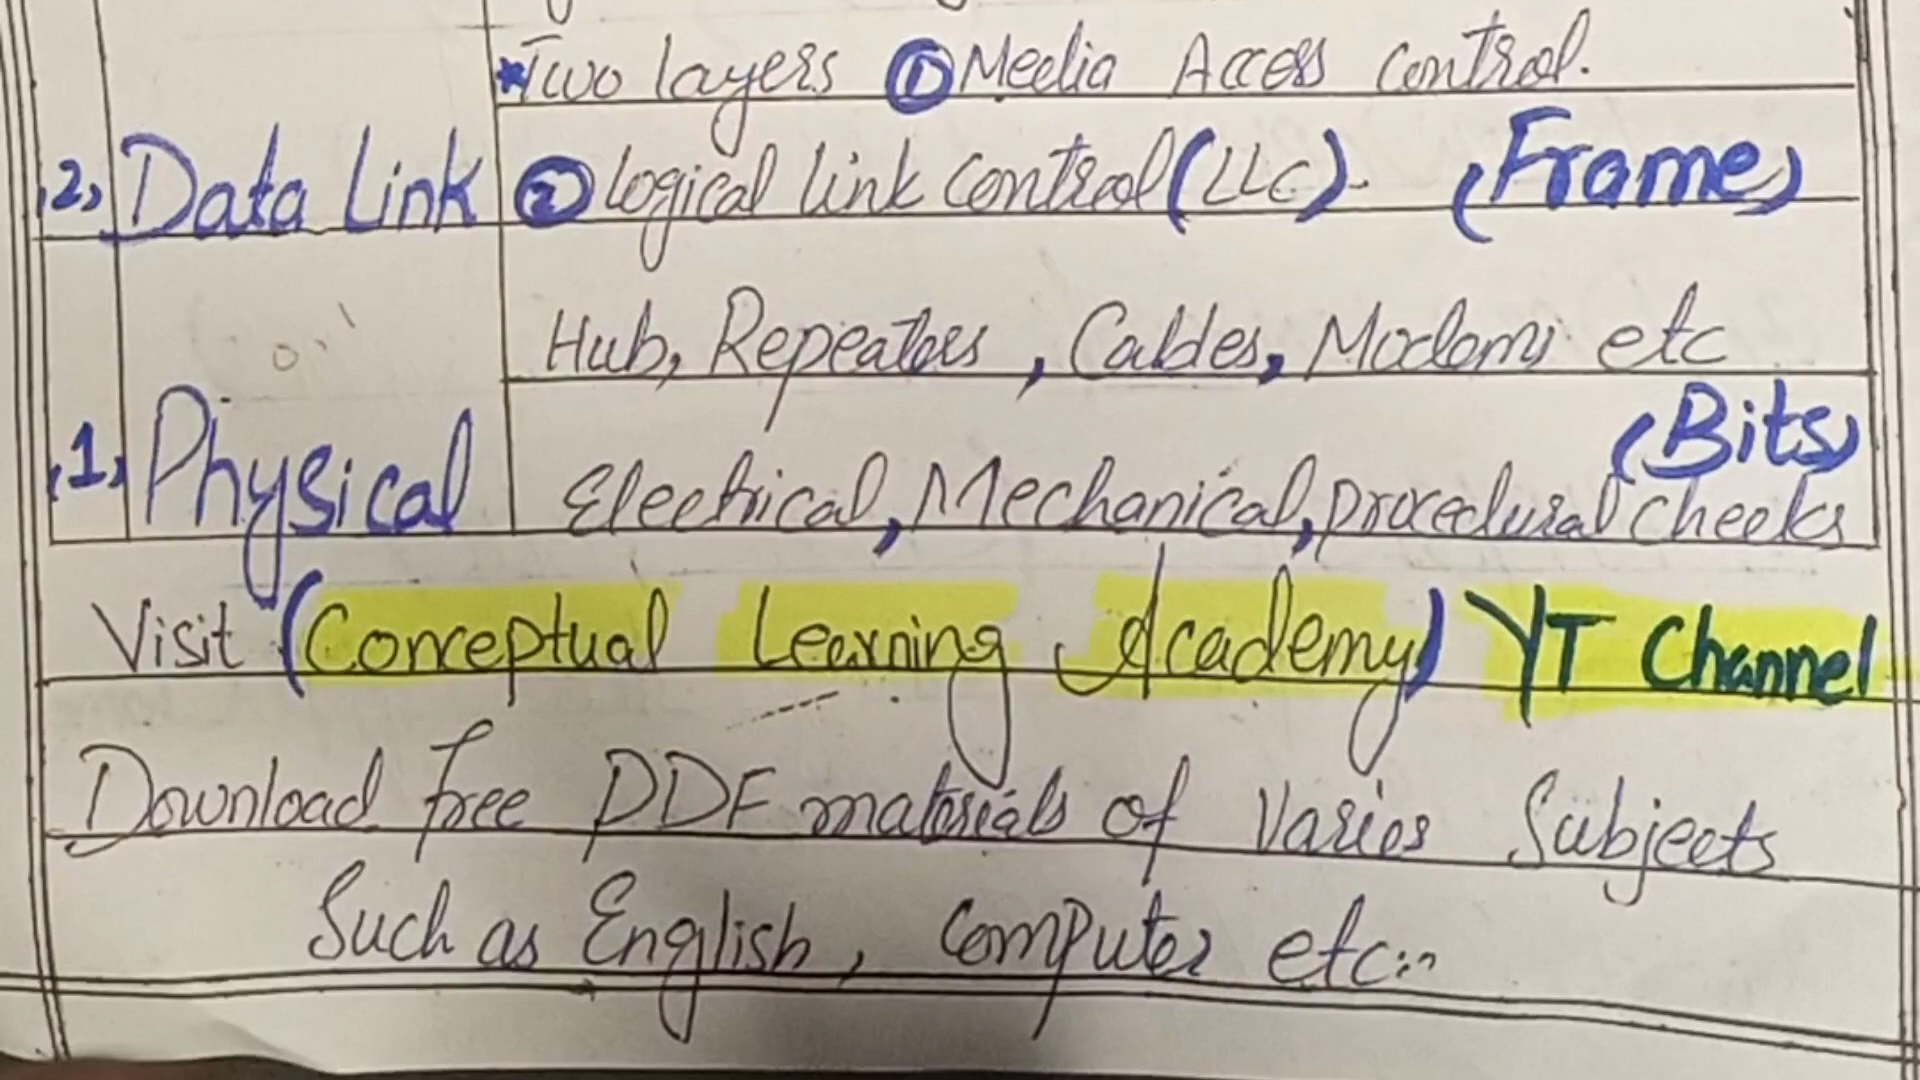 *Two layers ① Media Access Control.
(2) Data Link ② logical link Control (LLC). (Frame)
Hub, Repeaters, Cables, Modems etc
(Bits)
(1) Physical Electrical, Mechanical, procedural cheeks
Visit (Conceptual Learning Academy) YT Channel
Download free PDF materials of Varios Subjects
Such as English, Computer etc...